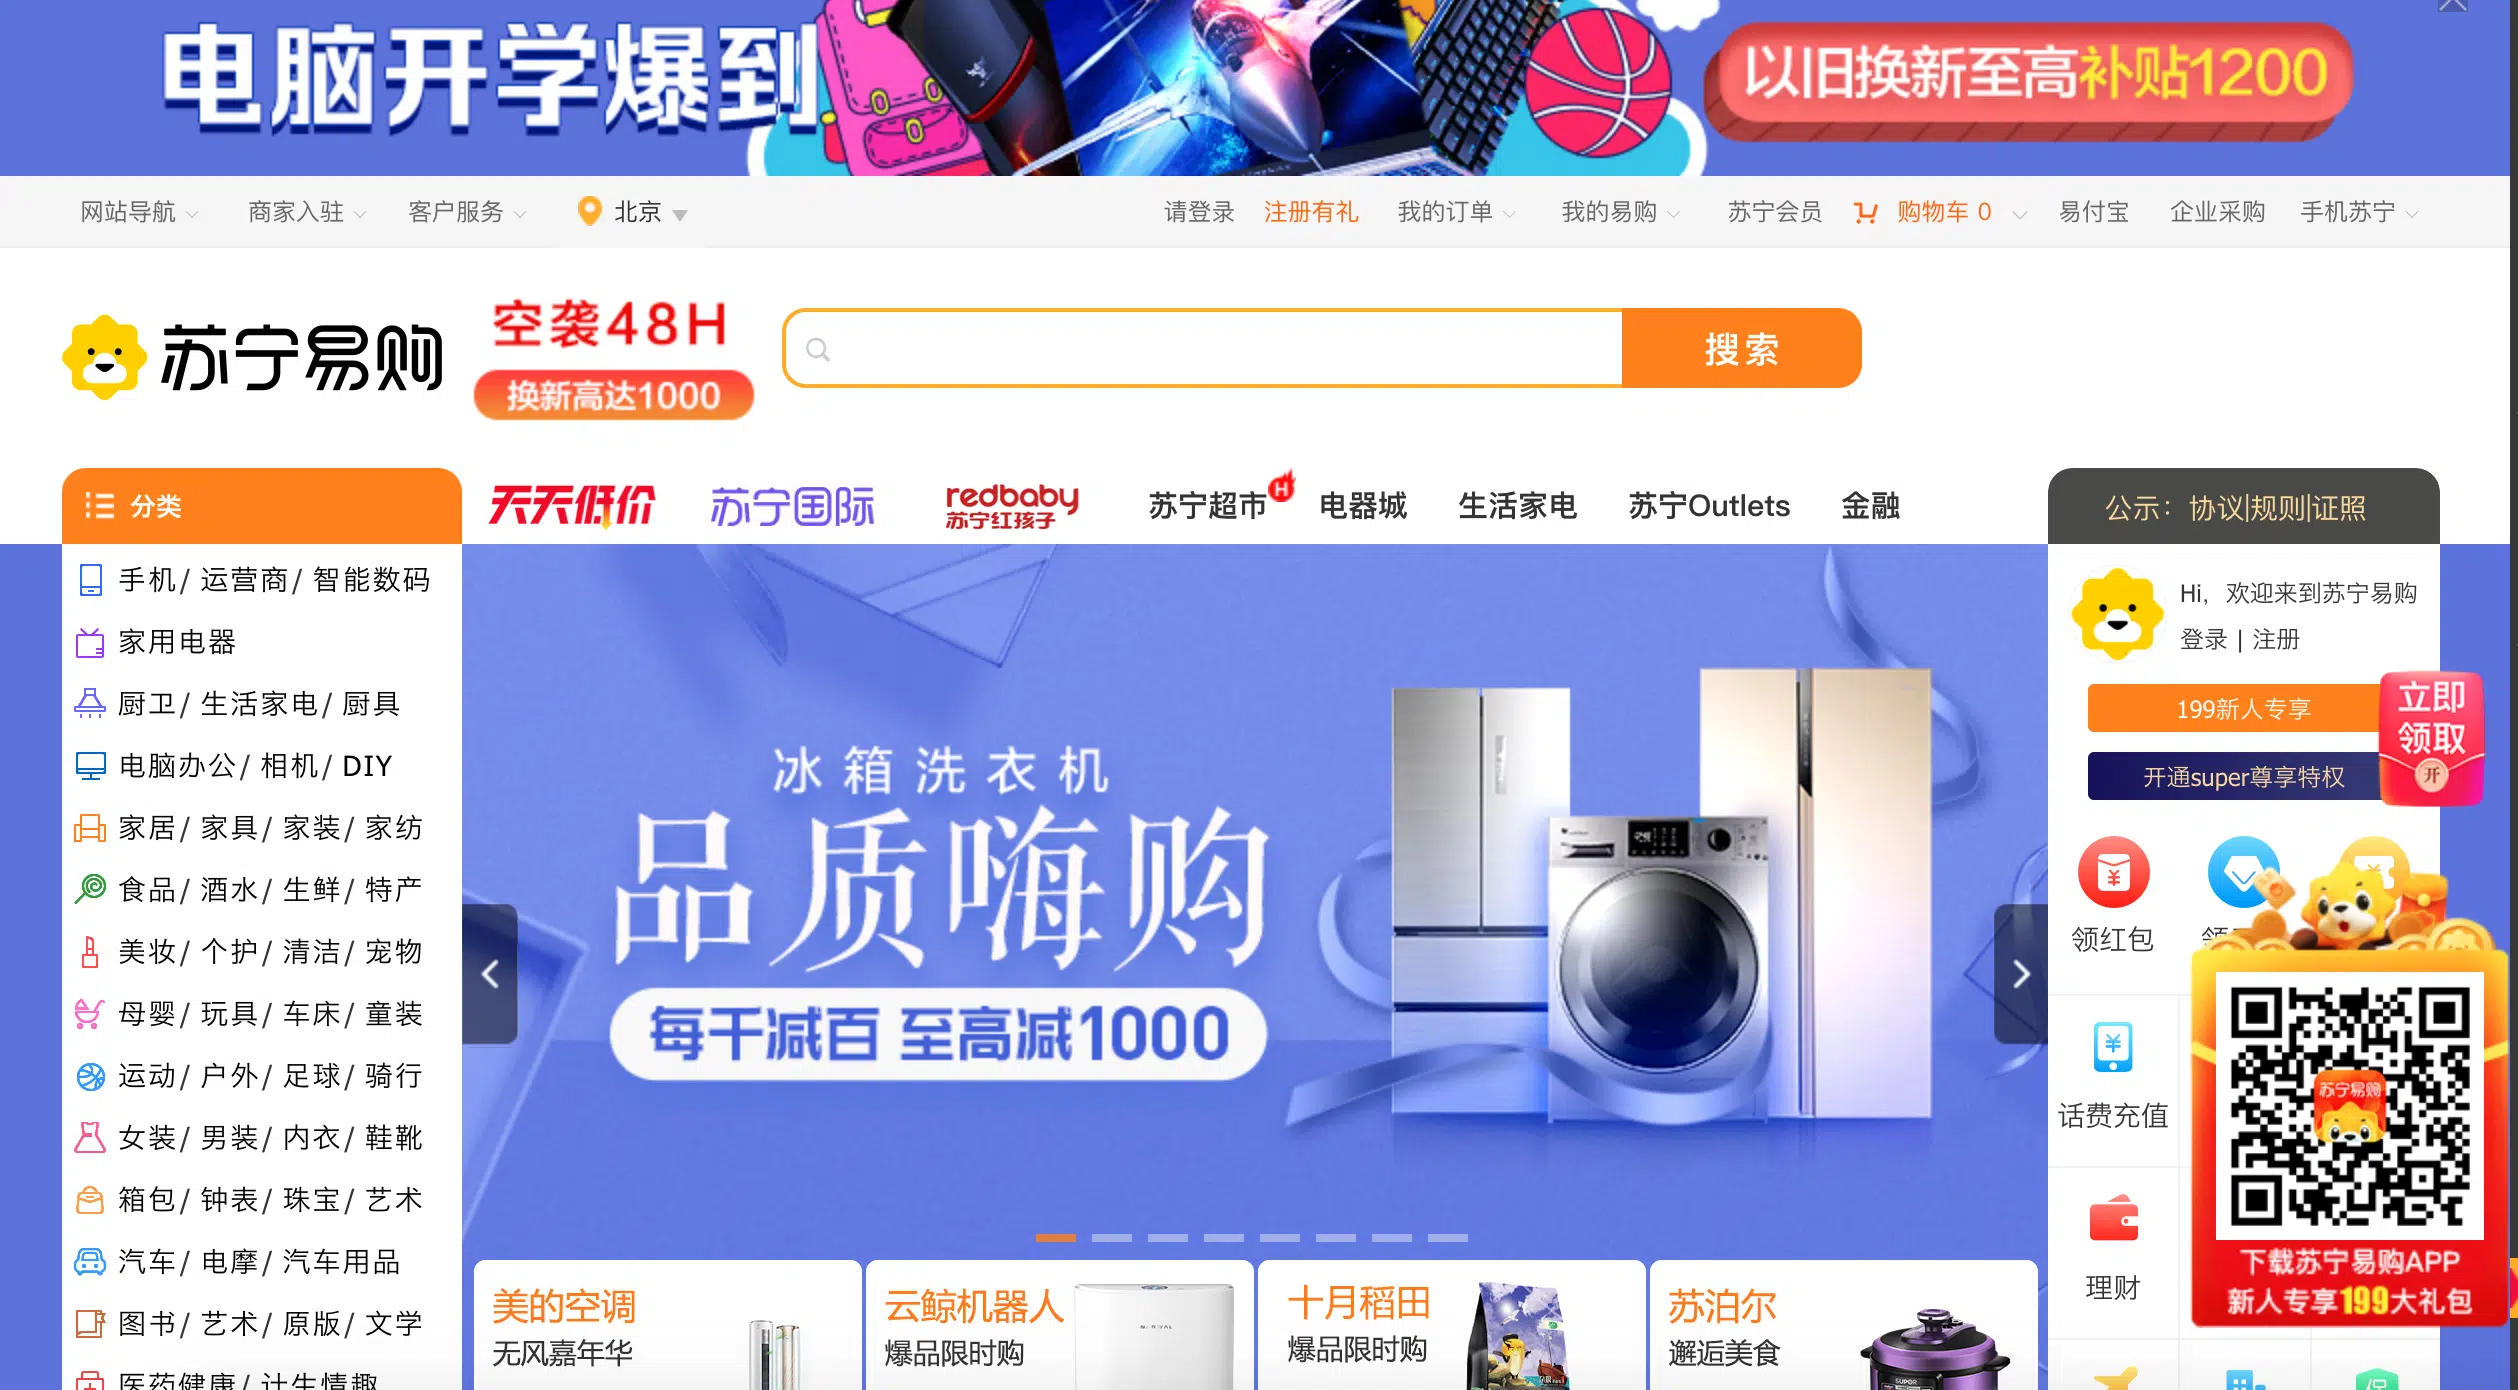 电脑开学爆到
以旧换新至高补贴1200
网站导航 商家入驻 客户服务 北京 请登录 注册有礼 我的订单 我的易购 苏宁会员 购物车 0 易付宝 企业采购 手机苏宁
苏宁易购
空袭48H
换新高达1000
搜索
分类
天天低价 苏宁国际 redbaby 苏宁红孩子 苏宁超市 H 电器城 生活家电 苏宁Outlets 金融
公示：协议|规则|证照
手机/ 运营商/ 智能数码
家用电器
厨卫/ 生活家电/ 厨具
电脑办公/ 相机/ DIY
家居/ 家具/ 家装/ 家纺
食品/ 酒水/ 生鲜/ 特产
美妆/ 个护/ 清洁/ 宠物
母婴/ 玩具/ 车床/ 童装
运动/ 户外/ 足球/ 骑行
女装/ 男装/ 内衣/ 鞋靴
箱包/ 钟表/ 珠宝/ 艺术
汽车/ 电摩/ 汽车用品
图书/ 艺术/ 原版/ 文学
医药健康/ 计生情趣
冰箱洗衣机
品质嗨购
每千减百 至高减1000
美的空调
无风嘉年华
云鲸机器人
爆品限时购
十月稻田
爆品限时购
苏泊尔
邂逅美食
SUPOR
Hi，欢迎来到苏宁易购
登录 | 注册
199新人专享
开通super尊享特权
立即
领取
开
领红包
话费充值
理财
苏宁易购
下载苏宁易购APP
新人专享199大礼包